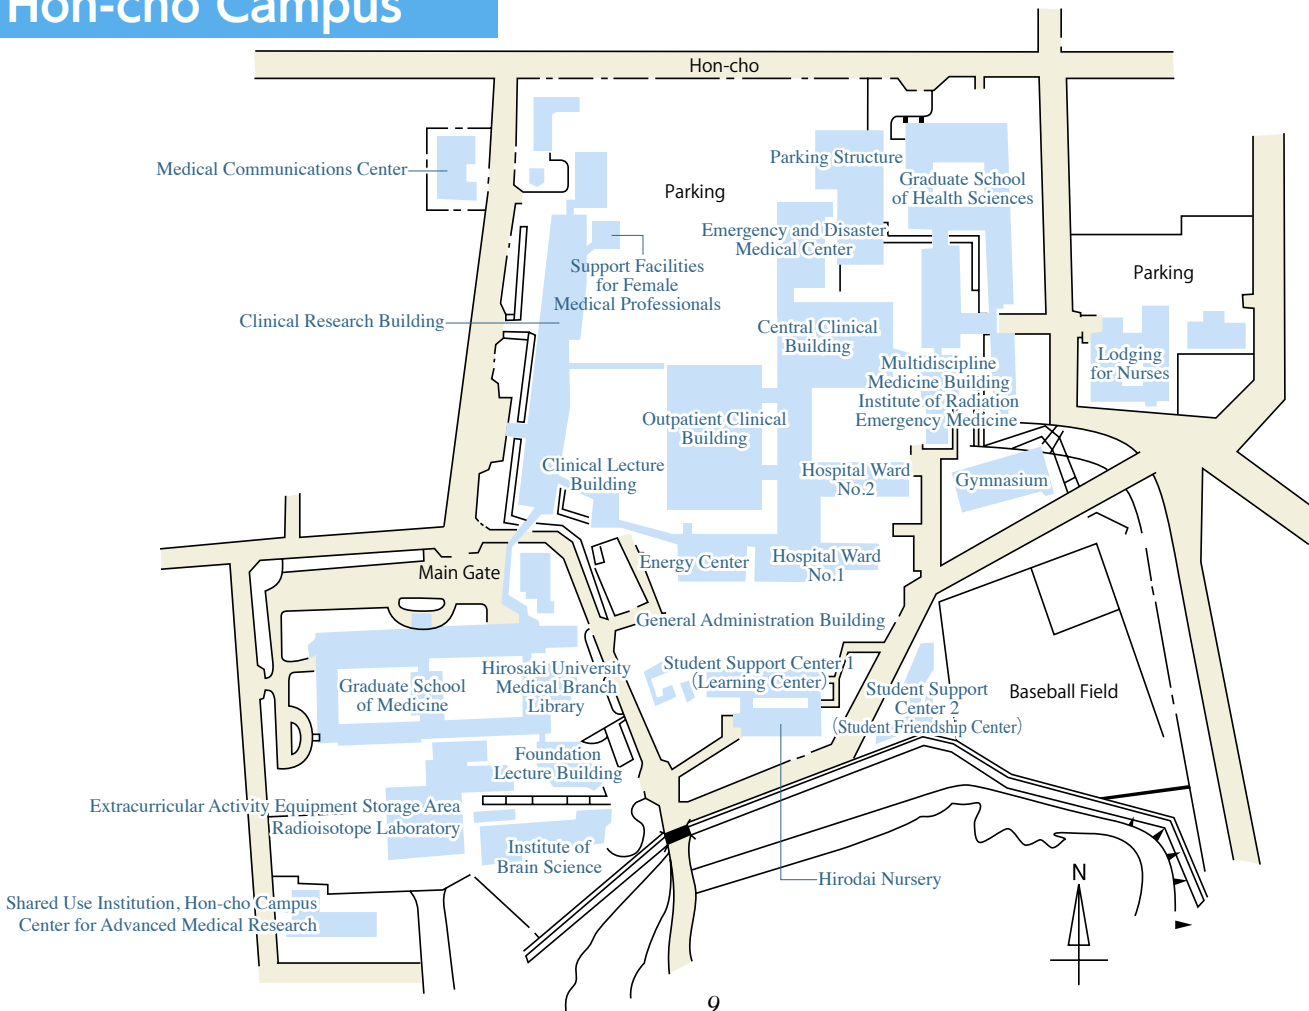 Hon-cho Campus
Hon-cho
Medical Communications Center
Parking Structure
Graduate School
of Health Sciences
Parking
Emergency and Disaster
Medical Center
Support Facilities
for Female
Medical Professionals
Parking
Clinical Research Building
Central Clinical
Building
Lodging
for Nurses
Multidiscipline
Medicine Building
Institute of Radiation
Emergency Medicine
Outpatient Clinical
Building
Clinical Lecture
Building
Hospital Ward
No.2
Gymnasium
Main Gate
Energy Center
Hospital Ward
No.1
General Administration Building
Hirosaki University
Medical Branch
Library
Student Support Center 1
(Learning Center)
Graduate School
of Medicine
Student Support
Center 2
(Student Friendship Center)
Baseball Field
Foundation
Lecture Building
Extracurricular Activity Equipment Storage Area
Radioisotope Laboratory
Institute of
Brain Science
Hirodai Nursery
N
Shared Use Institution, Hon-cho Campus
Center for Advanced Medical Research
9